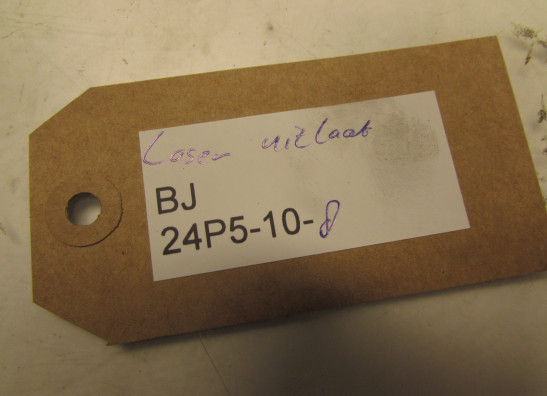 Laser uitlaat
BJ
24P5-10-8